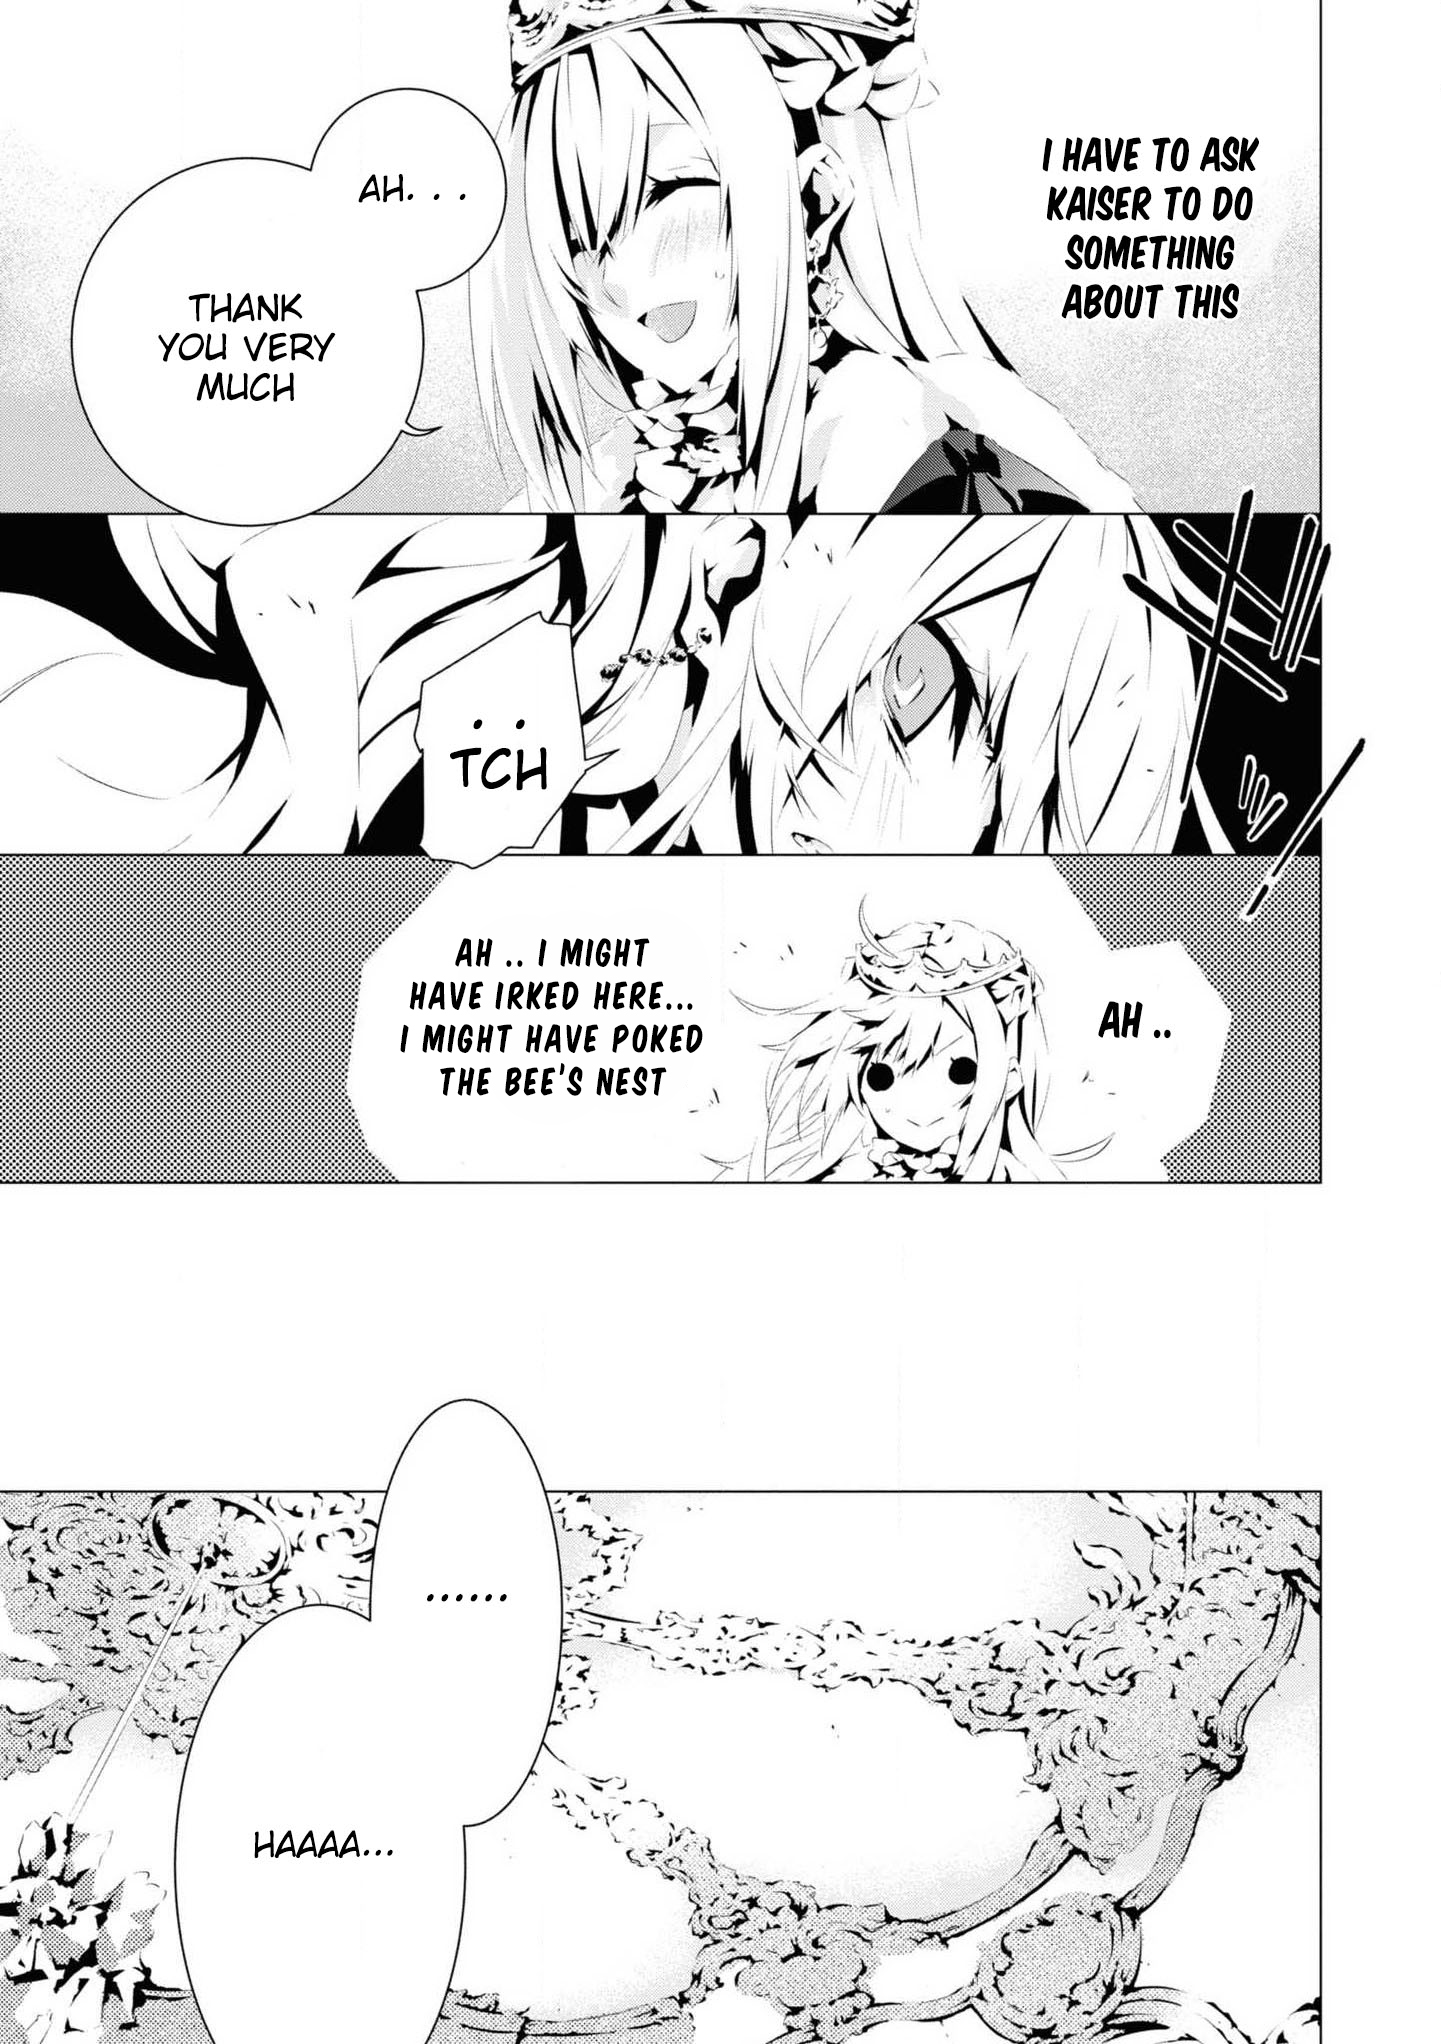 I HAVE TO ASK
KAISER TO DO
SOMETHING
ABOUT THIS
AH. . .
THANK
YOU VERY
MUCH
. .
TCH
AH ..
AH .. I MIGHT
HAVE IRKED HERE...
I MIGHT HAVE POKED
THE BEE'S NEST
......
HAAAA...